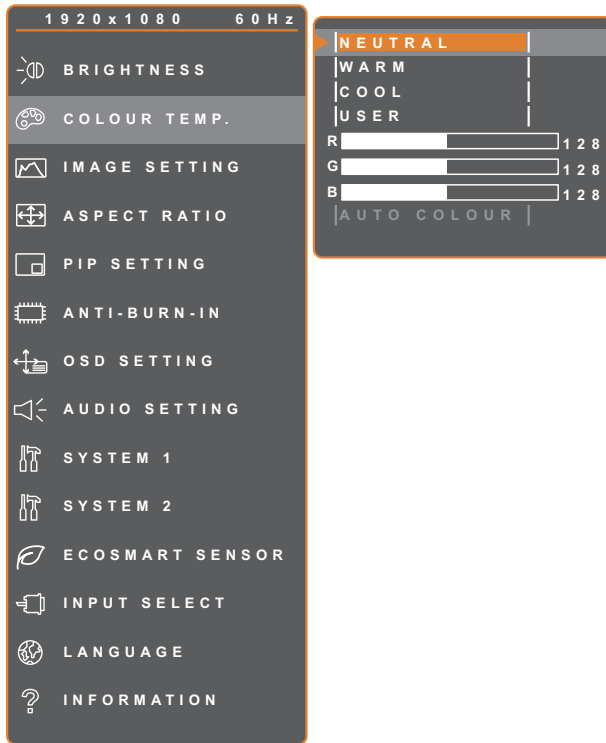 1920x1080 60Hz
BRIGHTNESS
COLOUR TEMP.
IMAGE SETTING
ASPECT RATIO
PIP SETTING
ANTI-BURN-IN
OSD SETTING
AUDIO SETTING
SYSTEM 1
SYSTEM 2
ECOSMART SENSOR
INPUT SELECT
LANGUAGE
INFORMATION
NEUTRAL
WARM
COOL
USER
R 128
G 128
B 128
AUTO COLOUR